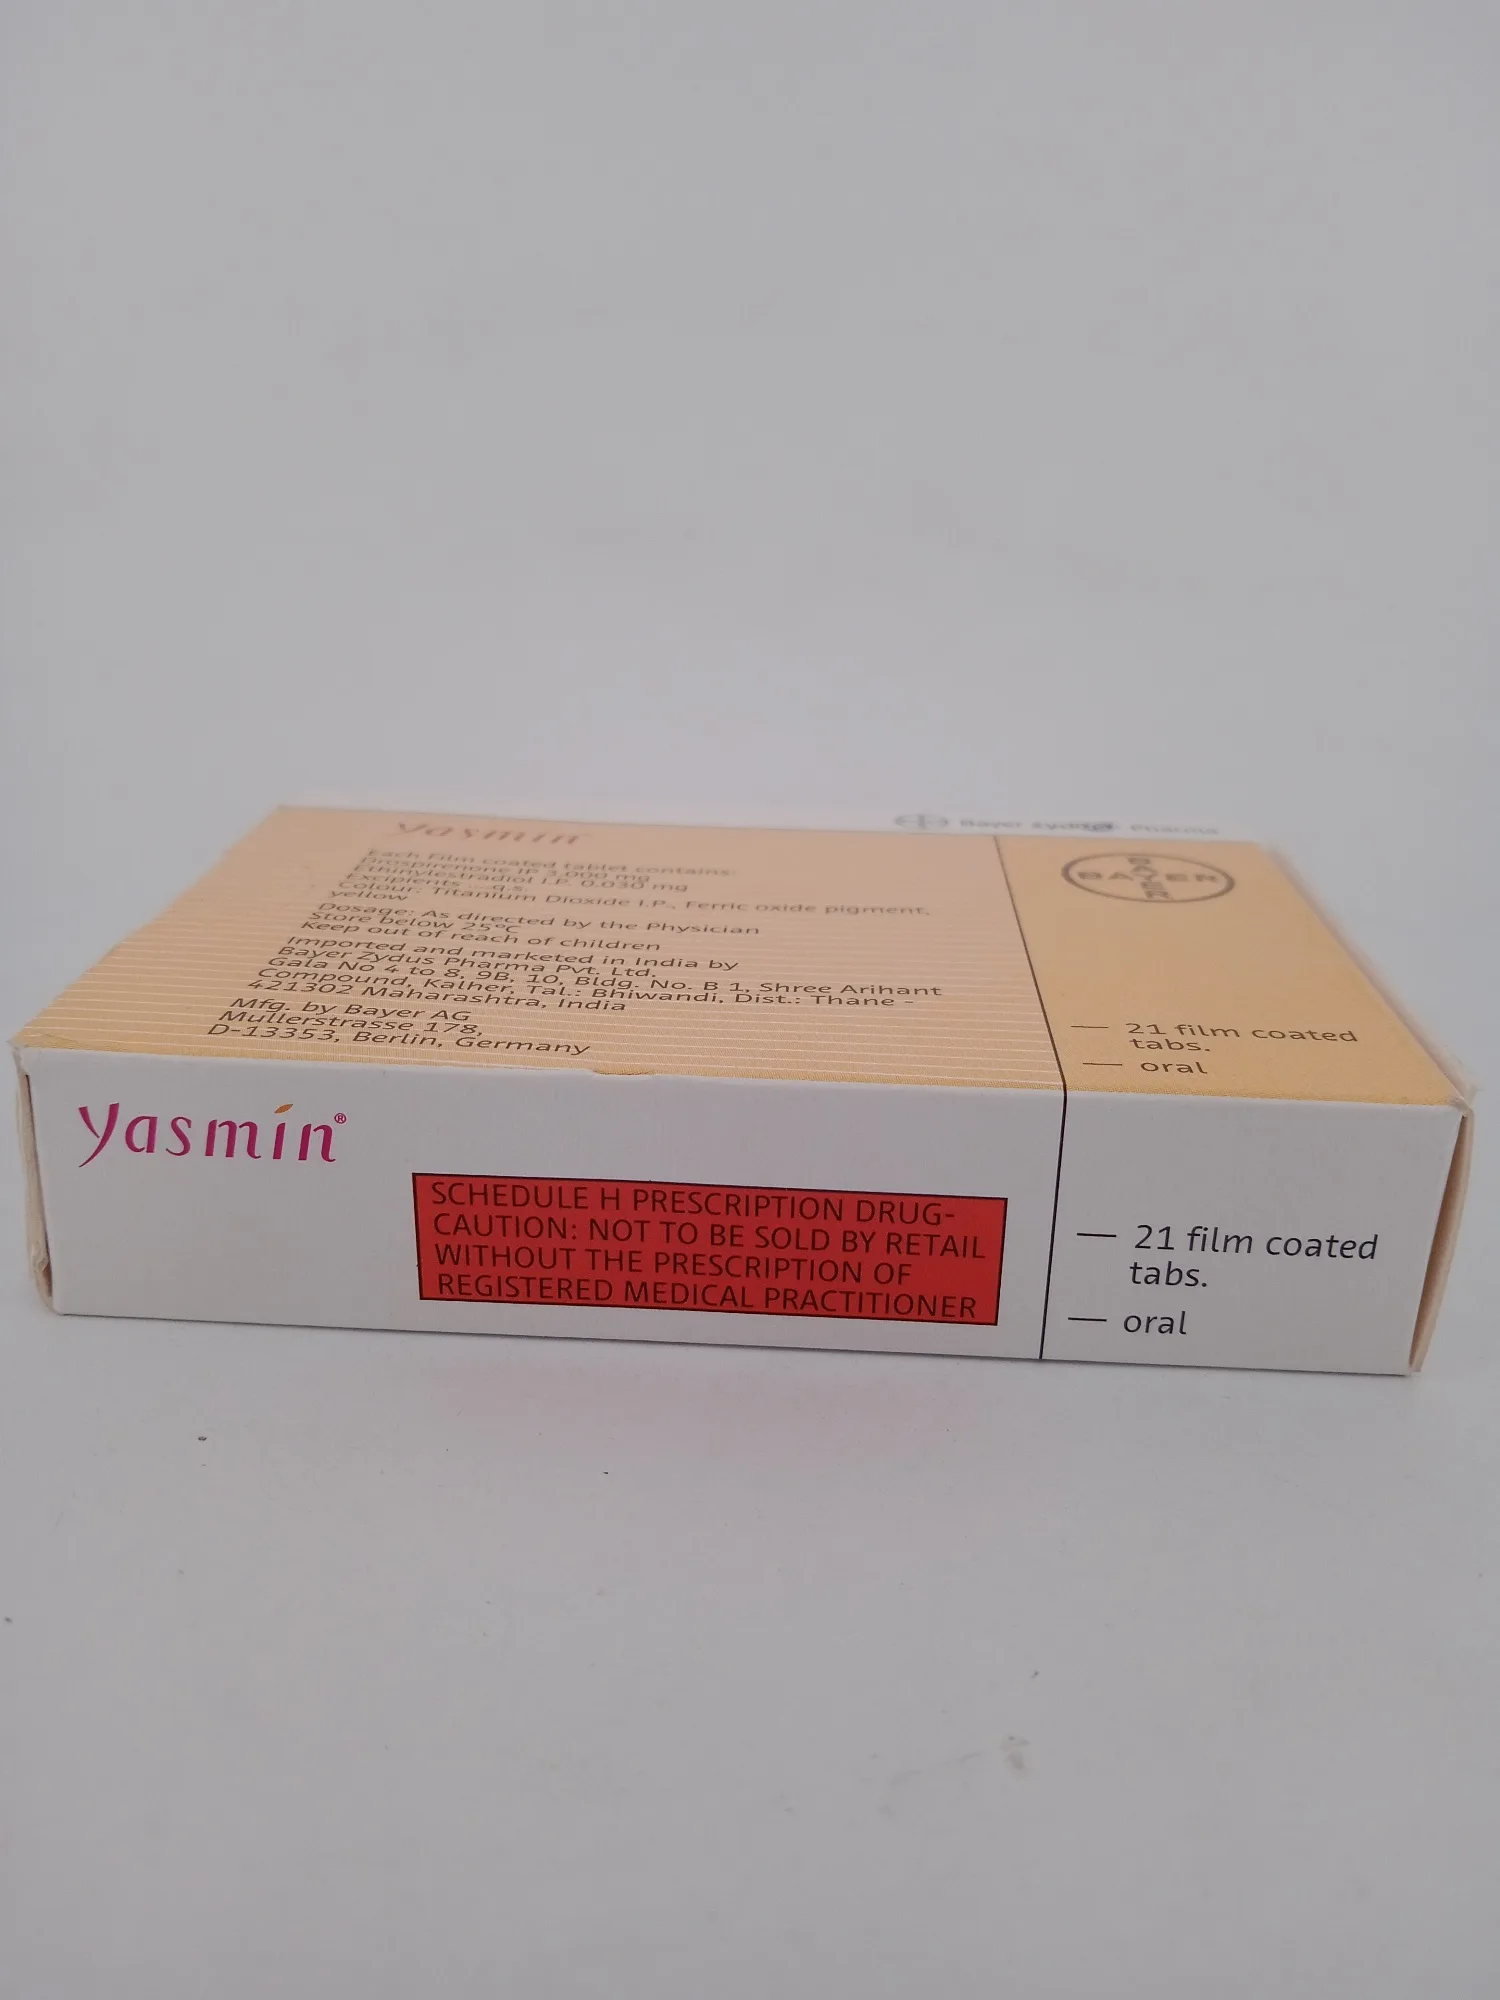 yasmin
Bayer Zydus Pharma
Each film coated tablet contains:
Drospirenone IP 3.000 mg
Ethinylestradiol I.P. 0.030 mg
Excipients ...q.s.
Colour: Titanium Dioxide I.P., Ferric oxide pigment,
yellow
Dosage: As directed by the Physician
Store below 25°C
Keep out of reach of children
Imported and marketed in India by
Bayer Zydus Pharma Pvt. Ltd.
Gala No 4 to 8, 9B, 10, Bldg. No. B 1, Shree Arihant
Compound, Kalher, Tal.: Bhiwandi, Dist.: Thane -
421302 Maharashtra, India
Mfg. by Bayer AG
Mullerstrasse 178,
D-13353, Berlin, Germany
BAYER
BAYER
— 21 film coated
tabs.
— oral
yasmin®
SCHEDULE H PRESCRIPTION DRUG-
CAUTION: NOT TO BE SOLD BY RETAIL
WITHOUT THE PRESCRIPTION OF
REGISTERED MEDICAL PRACTITIONER
— 21 film coated
tabs.
— oral